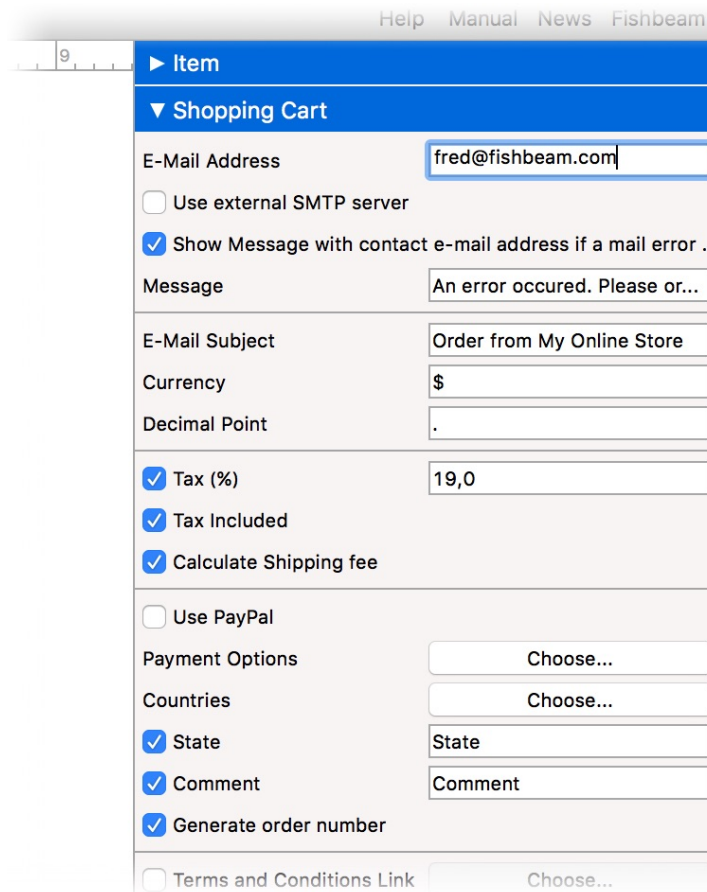 Help Manual News Fishbeam
9
Item
Shopping Cart
E-Mail Address fred@fishbeam.com
Use external SMTP server
Show Message with contact e-mail address if a mail error .
Message An error occured. Please or...
E-Mail Subject Order from My Online Store
Currency $
Decimal Point .
Tax (%) 19,0
Tax Included
Calculate Shipping fee
Use PayPal
Payment Options Choose...
Countries Choose...
State State
Comment Comment
Generate order number
Terms and Conditions Link Choose...